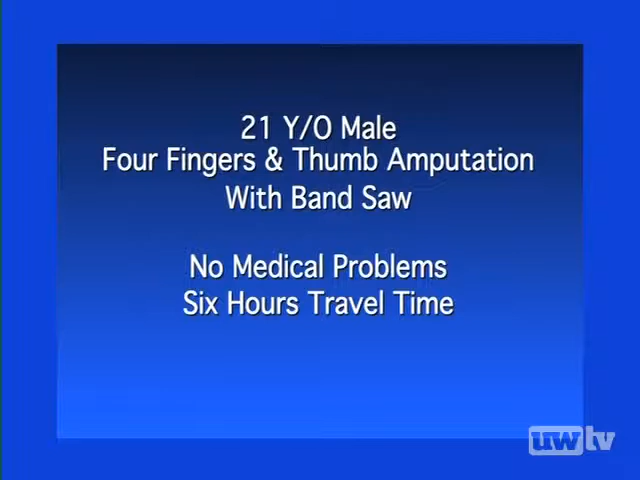 21 Y/O Male
Four Fingers & Thumb Amputation
With Band Saw
No Medical Problems
Six Hours Travel Time
uwtv